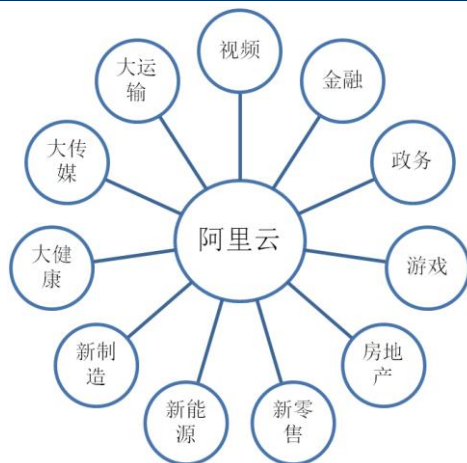 视频
金融
政务
游戏
房地
产
新零
售
新能
源
新制
造
大健
康
大传
媒
大运
输
阿里云